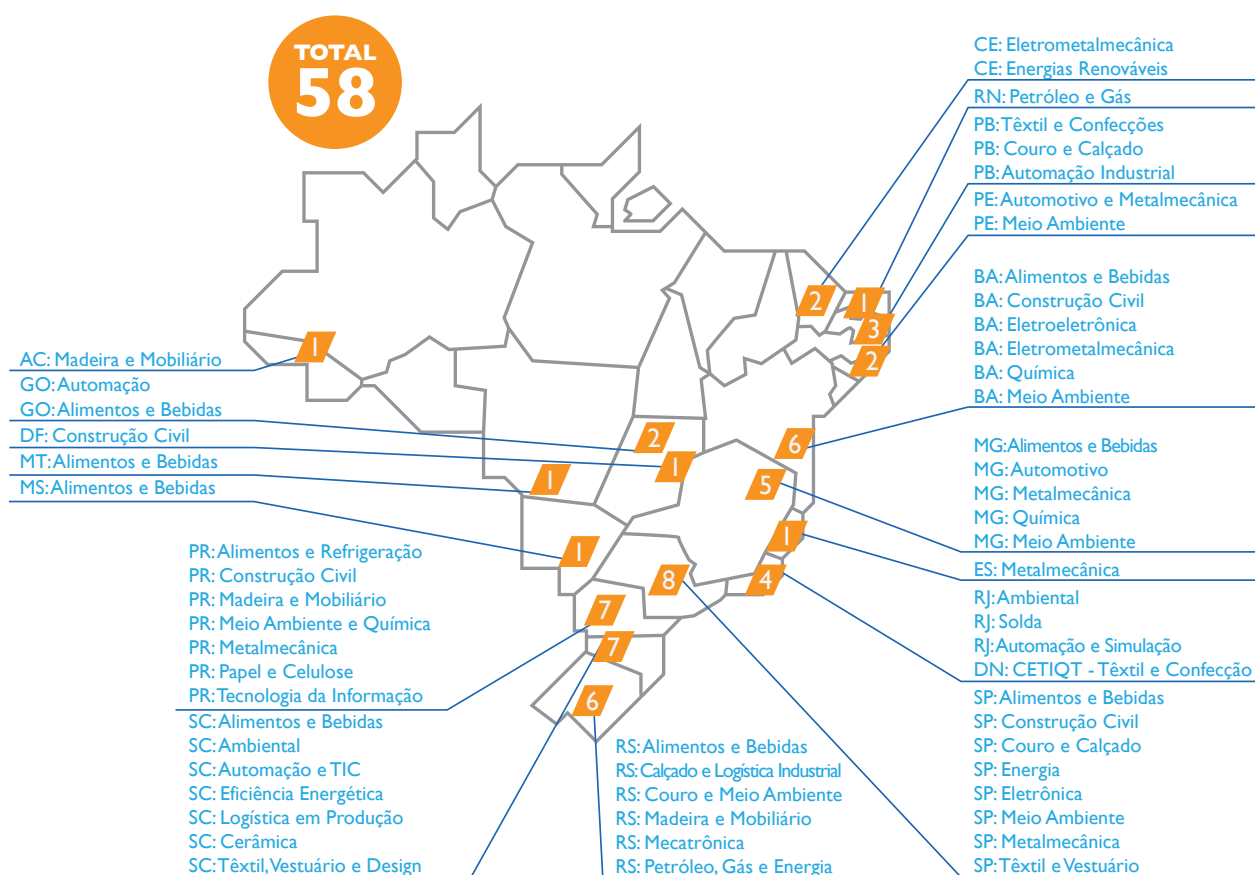 TOTAL
58
CE: Eletrometalmecânica
CE: Energias Renováveis
RN: Petróleo e Gás
PB: Têxtil e Confecções
PB: Couro e Calçado
PB: Automação Industrial
PE: Automotivo e Metalmecânica
PE: Meio Ambiente
BA: Alimentos e Bebidas
BA: Construção Civil
BA: Eletroeletrônica
BA: Eletrometalmecânica
BA: Química
BA: Meio Ambiente
MG: Alimentos e Bebidas
MG: Automotivo
MG: Metalmecânica
MG: Química
MG: Meio Ambiente
ES: Metalmecânica
RJ: Ambiental
RJ: Solda
RJ: Automação e Simulação
DN: CETIQT - Têxtil e Confecção
SP: Alimentos e Bebidas
SP: Construção Civil
SP: Couro e Calçado
SP: Energia
SP: Eletrônica
SP: Meio Ambiente
SP: Metalmecânica
SP: Têxtil e Vestuário
AC: Madeira e Mobiliário
GO: Automação
GO: Alimentos e Bebidas
DF: Construção Civil
MT: Alimentos e Bebidas
MS: Alimentos e Bebidas
PR: Alimentos e Refrigeração
PR: Construção Civil
PR: Madeira e Mobiliário
PR: Meio Ambiente e Química
PR: Metalmecânica
PR: Papel e Celulose
PR: Tecnologia da Informação
SC: Alimentos e Bebidas
SC: Ambiental
SC: Automação e TIC
SC: Eficiência Energética
SC: Logística em Produção
SC: Cerâmica
SC: Têxtil, Vestuário e Design
RS: Alimentos e Bebidas
RS: Calçado e Logística Industrial
RS: Couro e Meio Ambiente
RS: Madeira e Mobiliário
RS: Mecatrônica
RS: Petróleo, Gás e Energia
2
1
3
2
1
6
2
1
1
5
1
1
8
4
7
7
6